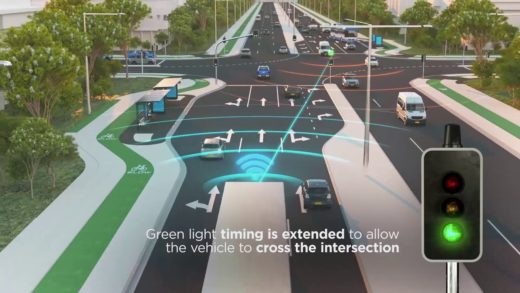 Green light timing is extended to allow
the vehicle to cross the intersection